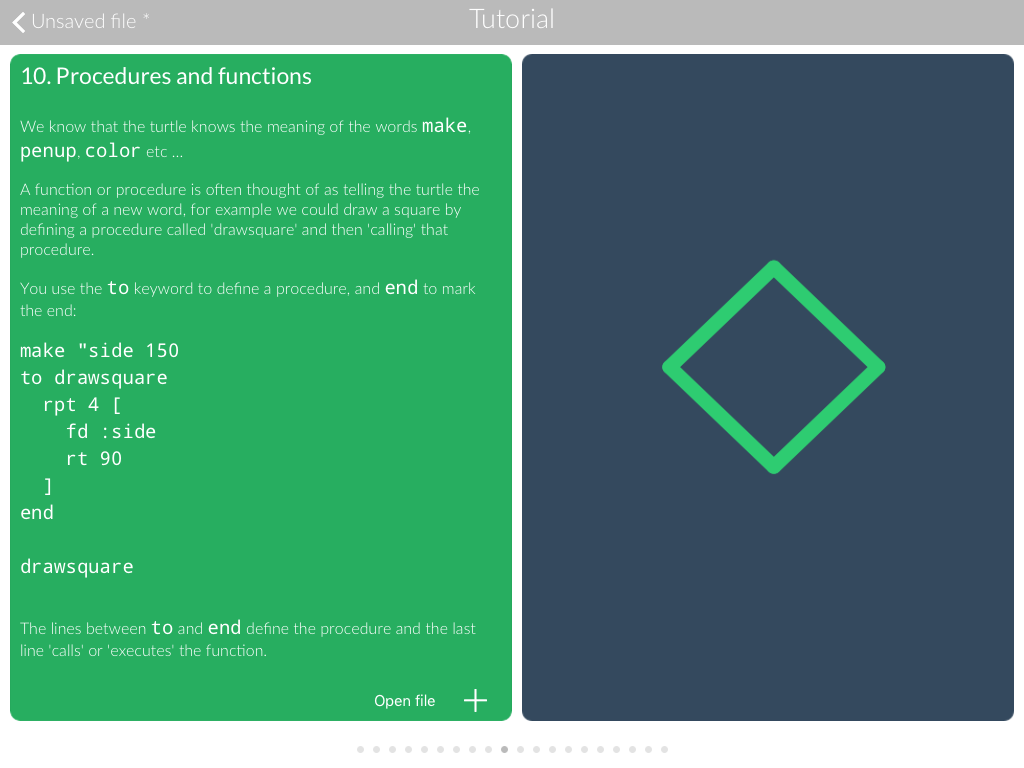 Unsaved file *
Tutorial
10. Procedures and functions
We know that the turtle knows the meaning of the words make,
penup, color etc ...
A function or procedure is often thought of as telling the turtle the
meaning of a new word, for example we could draw a square by
defining a procedure called 'drawsquare' and then 'calling' that
procedure.
You use the to keyword to define a procedure, and end to mark
the end:
make "side 150
to drawsquare
  rpt 4 [
    fd :side
    rt 90
  ]
end
drawsquare
The lines between to and end define the procedure and the last
line 'calls' or 'executes' the function.
Open file